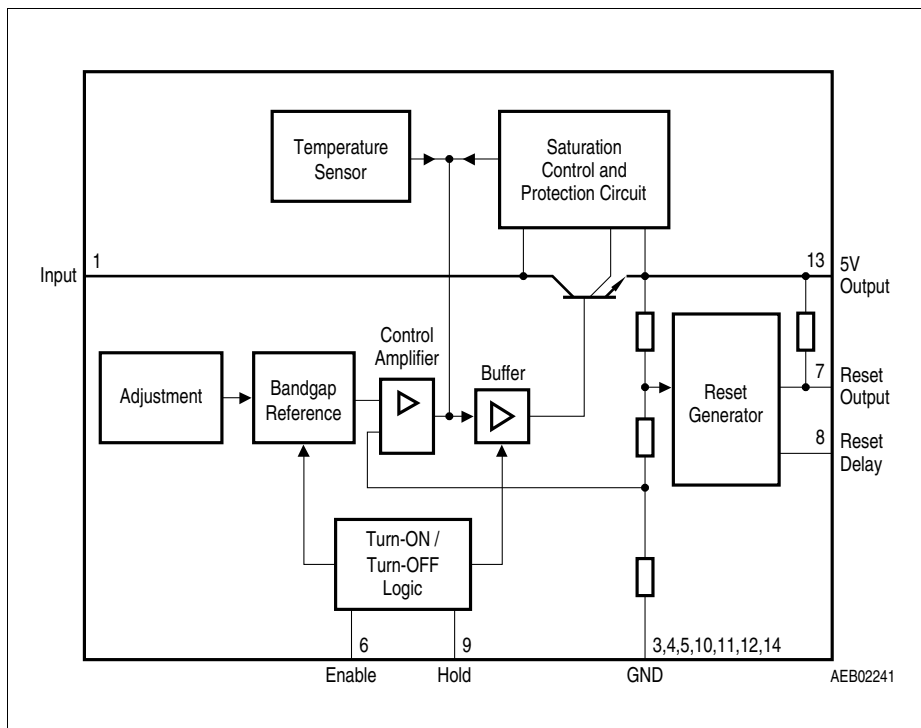 Temperature
Sensor
Saturation
Control and
Protection Circuit
Input
1
13
5V
Output
Control
Amplifier
Buffer
Adjustment
Bandgap
Reference
Reset
Generator
7
Reset
Output
8
Reset
Delay
Turn-ON /
Turn-OFF
Logic
6
9
3,4,5,10,11,12,14
Enable
Hold
GND
AEB02241